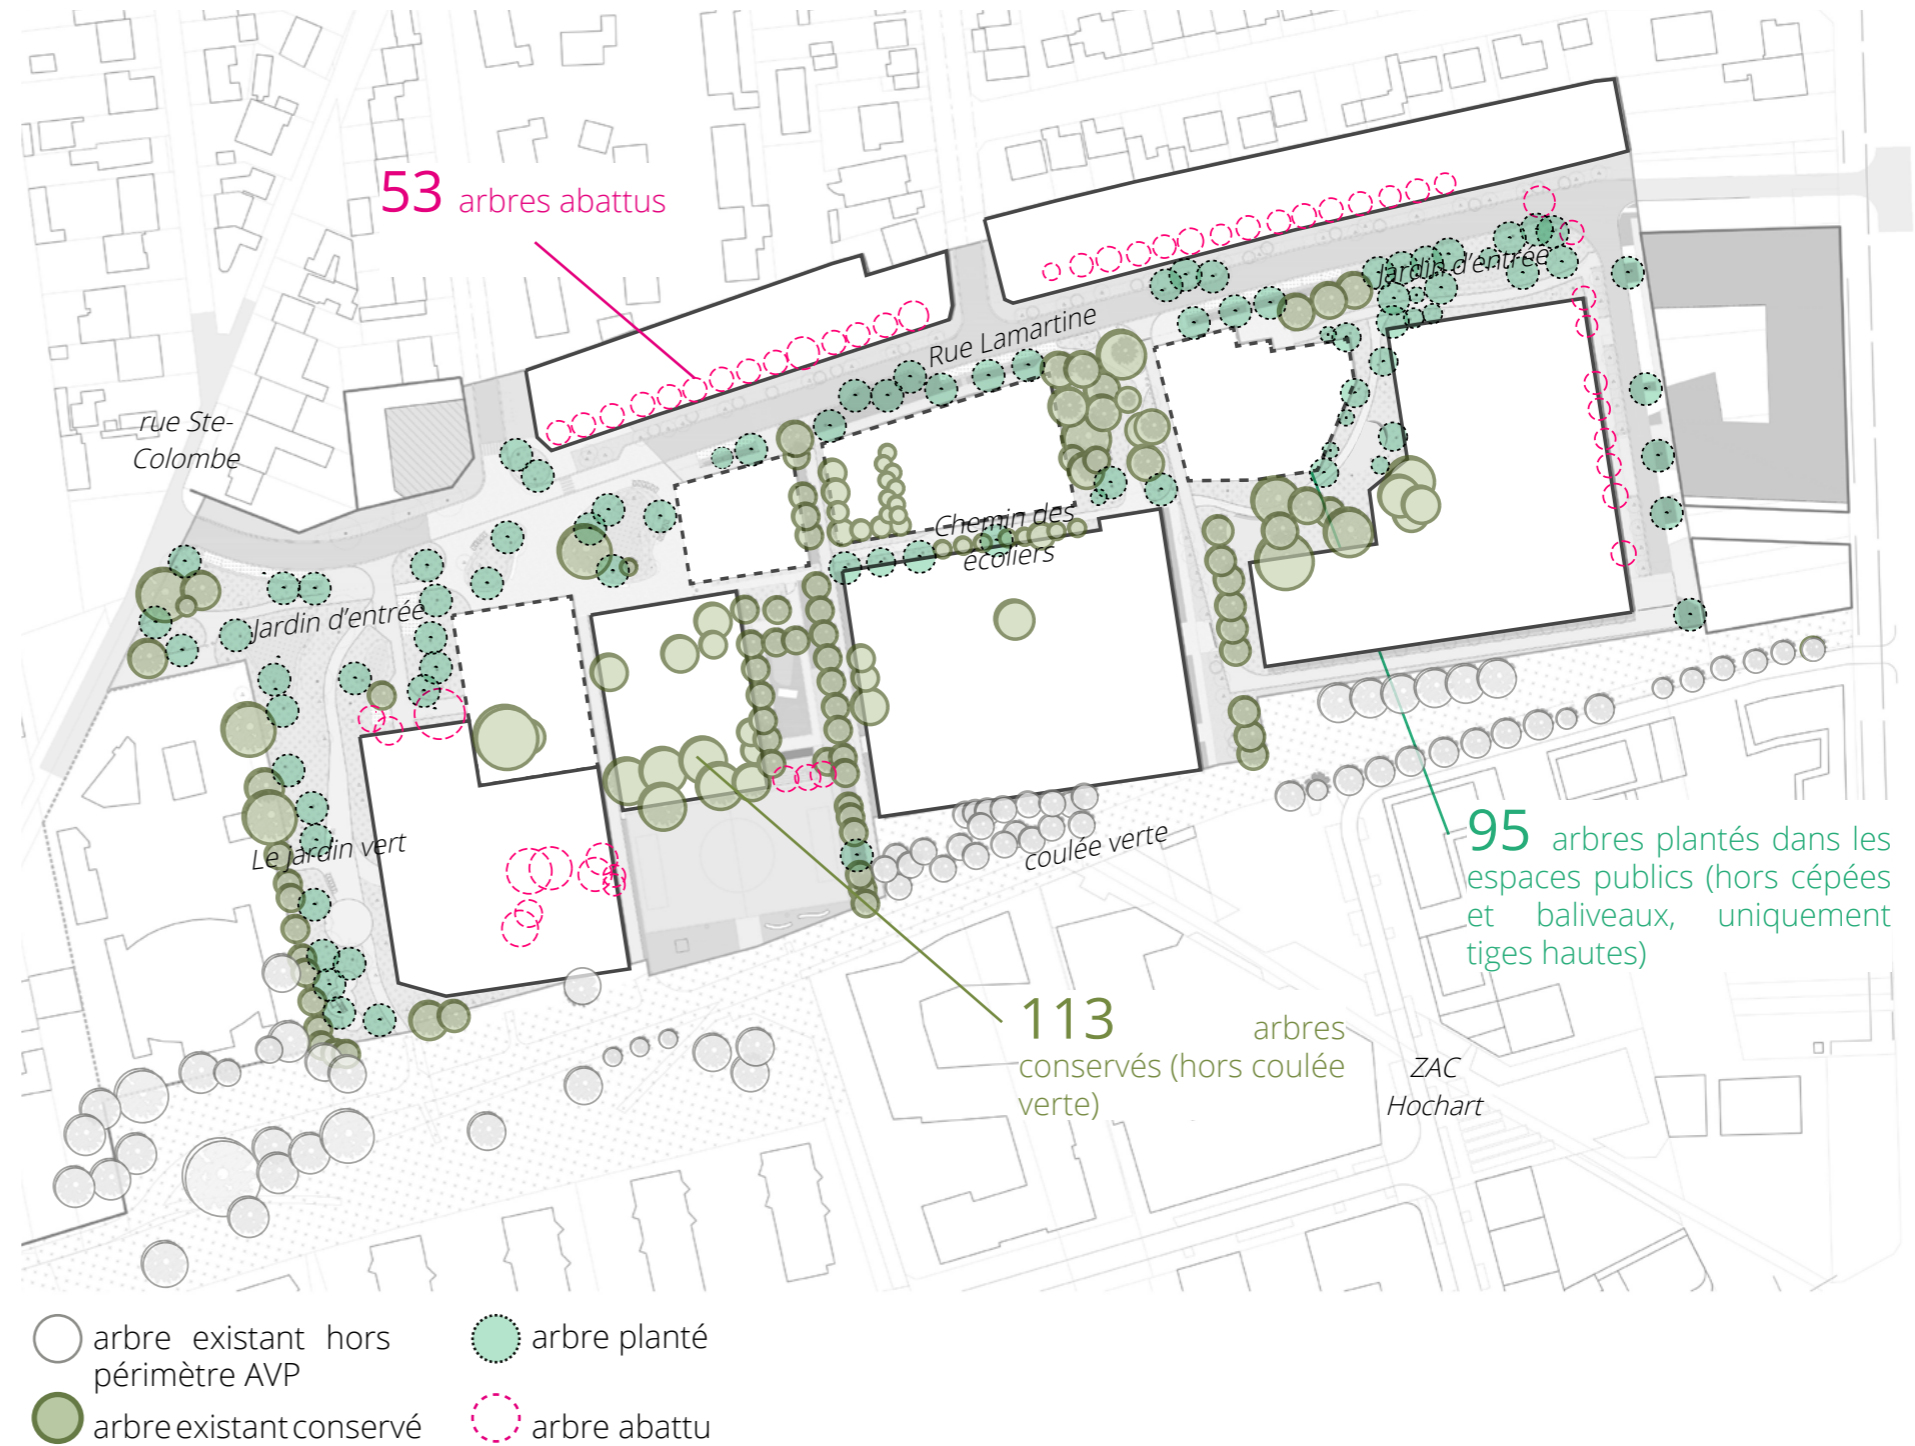 53 arbres abattus
Jardin d'entrée
Rue Lamartine
rue Ste-
Colombe
Chemin des
écoliers
Jardin d'entrée
Le jardin vert
coulée verte
95 arbres plantés dans les
espaces publics (hors cépées
et baliveaux, uniquement
tiges hautes)
113 arbres
conservés (hors coulée
verte)
ZAC
Hochart
arbre existant hors
périmètre AVP
arbre planté
arbre existant conservé
arbre abattu